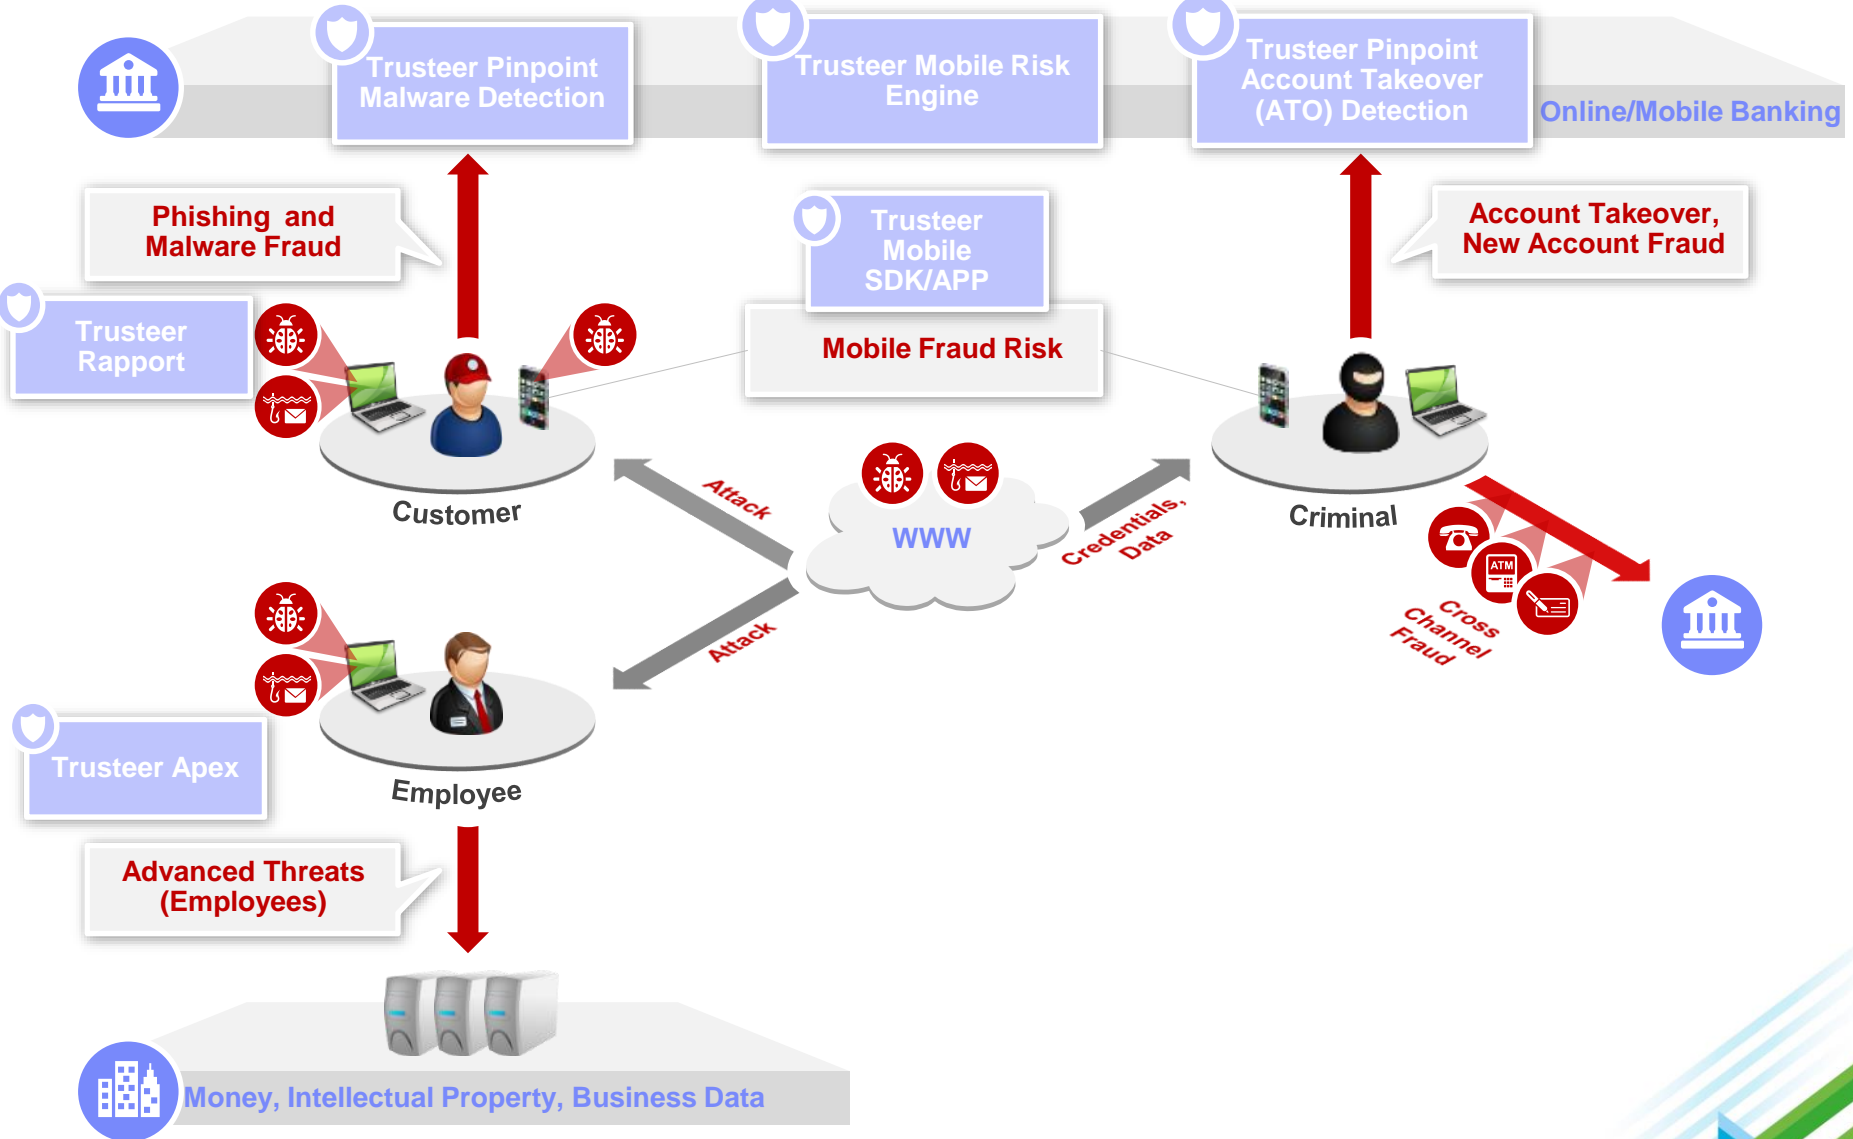 Trusteer Pinpoint
Malware Detection
Trusteer Mobile Risk
Engine
Trusteer Pinpoint
Account Takeover
(ATO) Detection
Online/Mobile Banking
Phishing and
Malware Fraud
Trusteer
Mobile
SDK/APP
Account Takeover,
New Account Fraud
Trusteer
Rapport
Mobile Fraud Risk
Customer
Attack
WWW
Credentials,
Data
Criminal
ATM
Cross
Channel
Fraud
Attack
Trusteer Apex
Employee
Advanced Threats
(Employees)
Money, Intellectual Property, Business Data